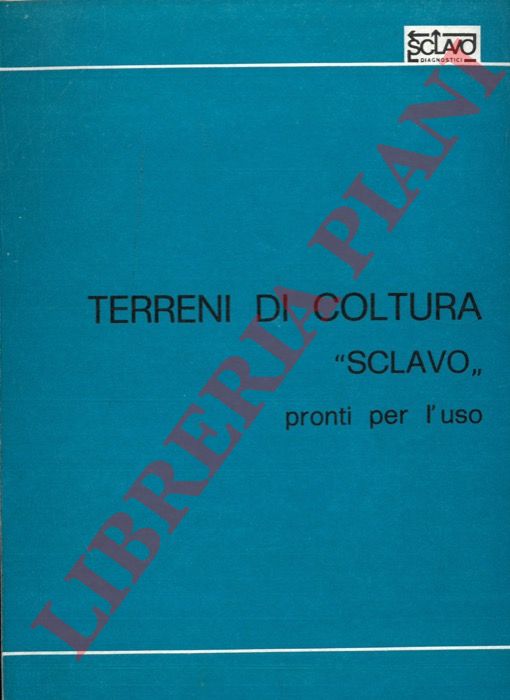 SCLAVO
DIAGNOSTICI
TERRENI DI COLTURA
“SCLAVO„
pronti per l'uso
LIBRERIA PIANI